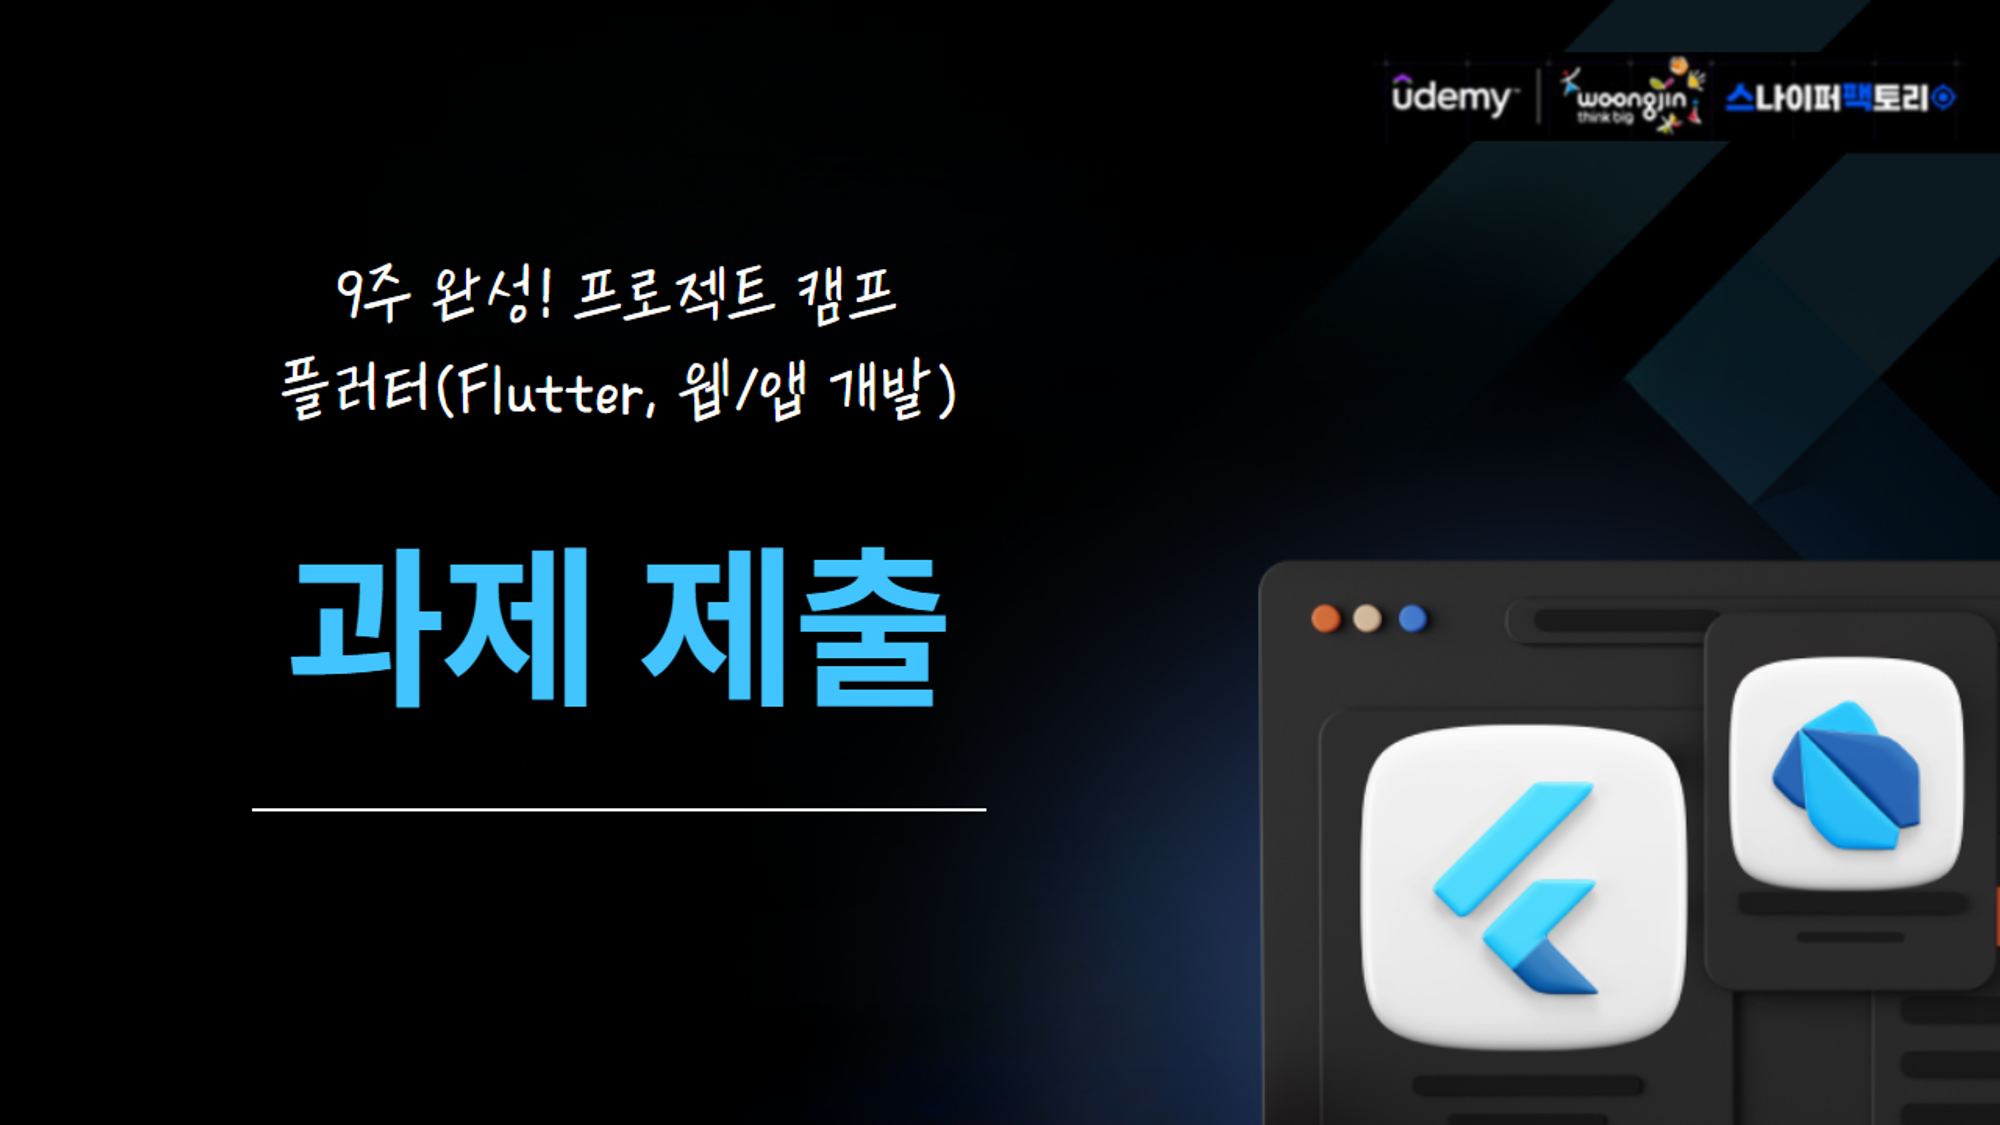 udemy
woongjin
think big
스나이퍼팩토리
9주 완성! 프로젝트 캠프
플러터(Flutter, 웹/앱 개발)
과제 제출